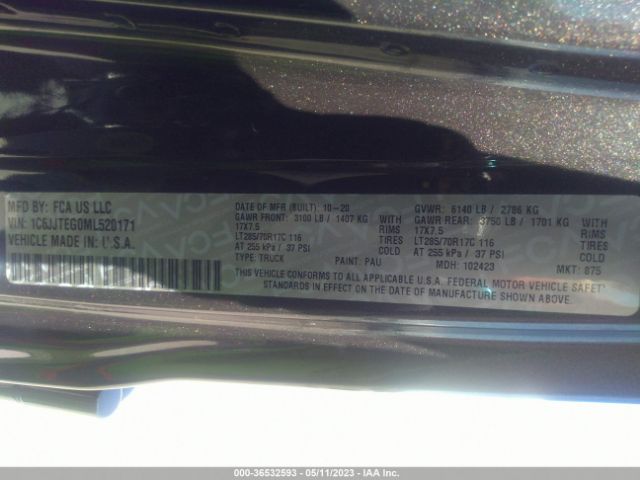 MFD BY: FCA US LLC
VIN: 1C6JJTEG0ML520171
VEHICLE MADE IN: U.S.A.
DATE OF MFR (BUILT): 10-20
GAWR FRONT: 3100 LB / 1407 KG WITH
17X7.5 RIMS
LT285/70R17C 116 TIRES
AT 255 kPa / 37 PSI COLD
TYPE: TRUCK PAINT: PAU
GVWR: 6140 LB / 2786 KG
GAWR REAR: 3750 LB / 1701 KG WITH
17X7.5 RIMS
LT285/70R17C 116 TIRES
AT 255 kPa / 37 PSI COLD
MDH: 102423 MKT: 875
THIS VEHICLE CONFORMS TO ALL APPLICABLE U.S.A. FEDERAL MOTOR VEHICLE SAFETY
STANDARDS IN EFFECT ON THE DATE OF MANUFACTURE SHOWN ABOVE.
000-36532593 - 05/11/2023 - IAA Inc.